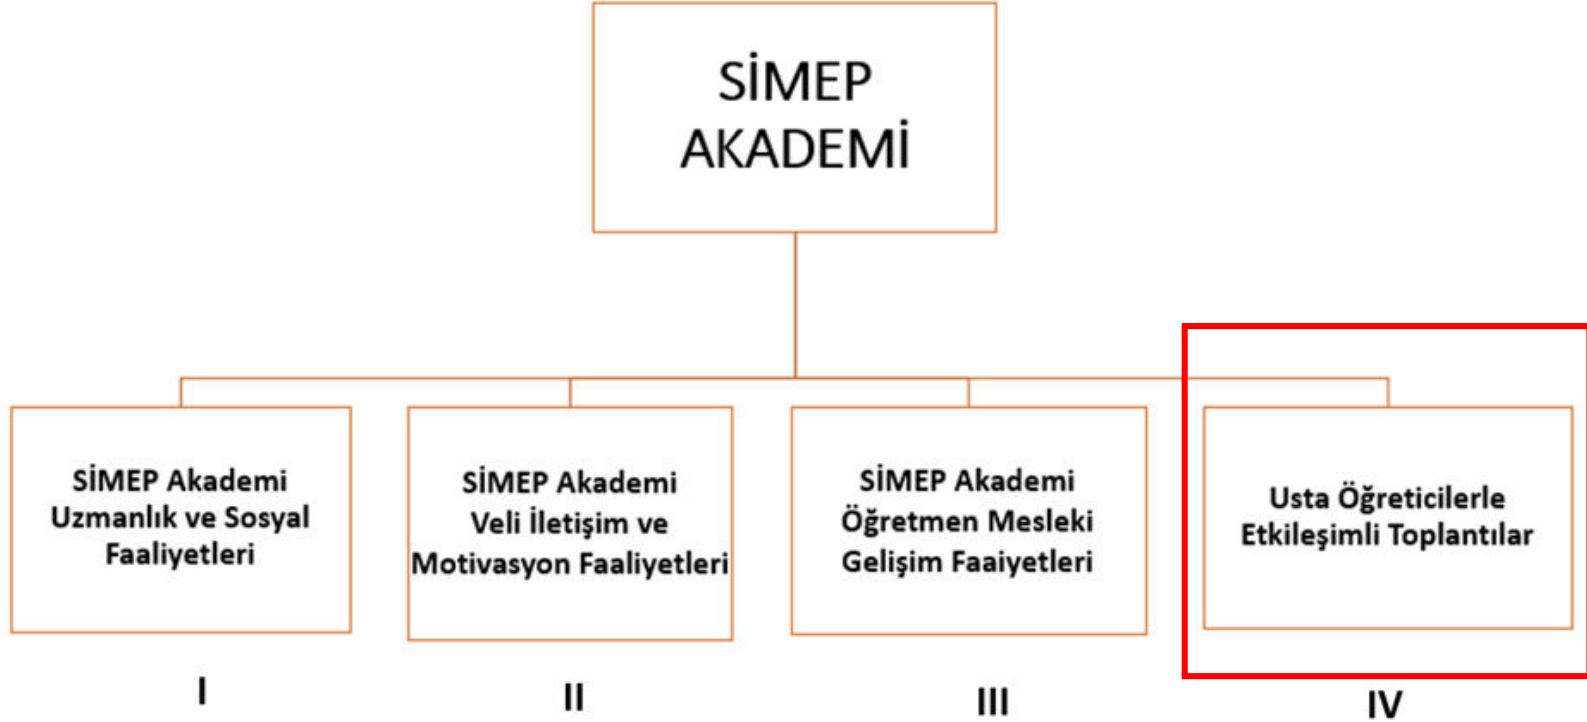 SİMEP
AKADEMİ
SİMEP Akademi
Uzmanlık ve Sosyal
Faaliyetleri
SİMEP Akademi
Veli İletişim ve
Motivasyon Faaliyetleri
SİMEP Akademi
Öğretmen Mesleki
Gelişim Faaiyetleri
Usta Öğreticilerle
Etkileşimli Toplantılar
I
II
III
IV